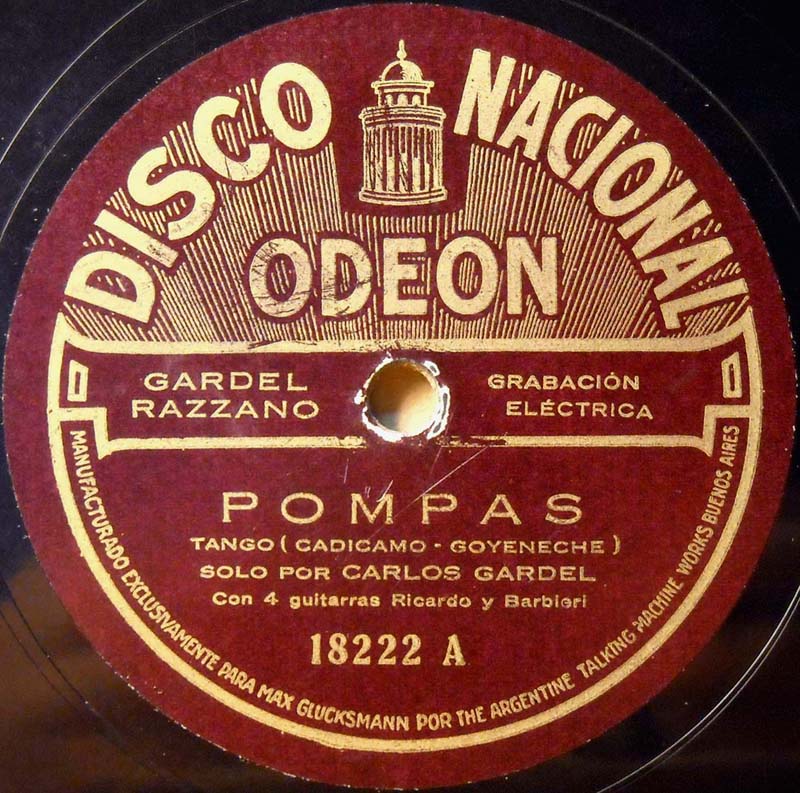 DISCO NACIONAL
ODEON
GARDEL
RAZZANO
GRABACIÓN
ELÉCTRICA
POMPAS
TANGO ( CADICAMO - GOYENECHE )
SOLO POR CARLOS GARDEL
Con 4 guitarras Ricardo y Barbieri
18222 A
MANUFACTURADO EXCLUSIVAMENTE PARA MAX GLUCKSMANN POR THE ARGENTINE TALKING MACHINE WORKS BUENOS AIRES